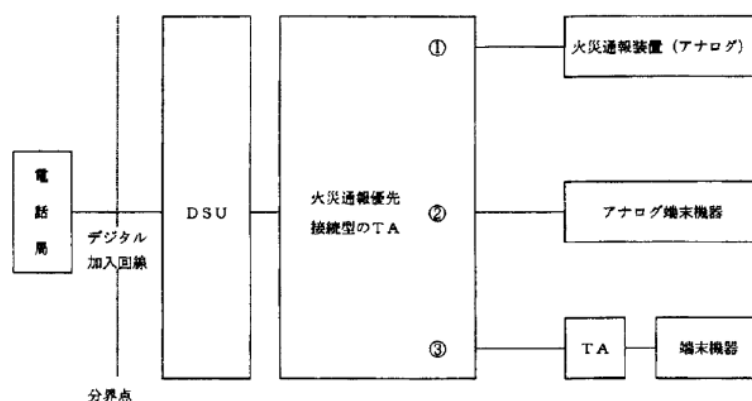 ①
火災通報装置（アナログ）
電話局
デジタル
加入回線
ＤＳＵ
火災通報優先
接続型のＴＡ
②
アナログ端末機器
③
ＴＡ
端末機器
分界点